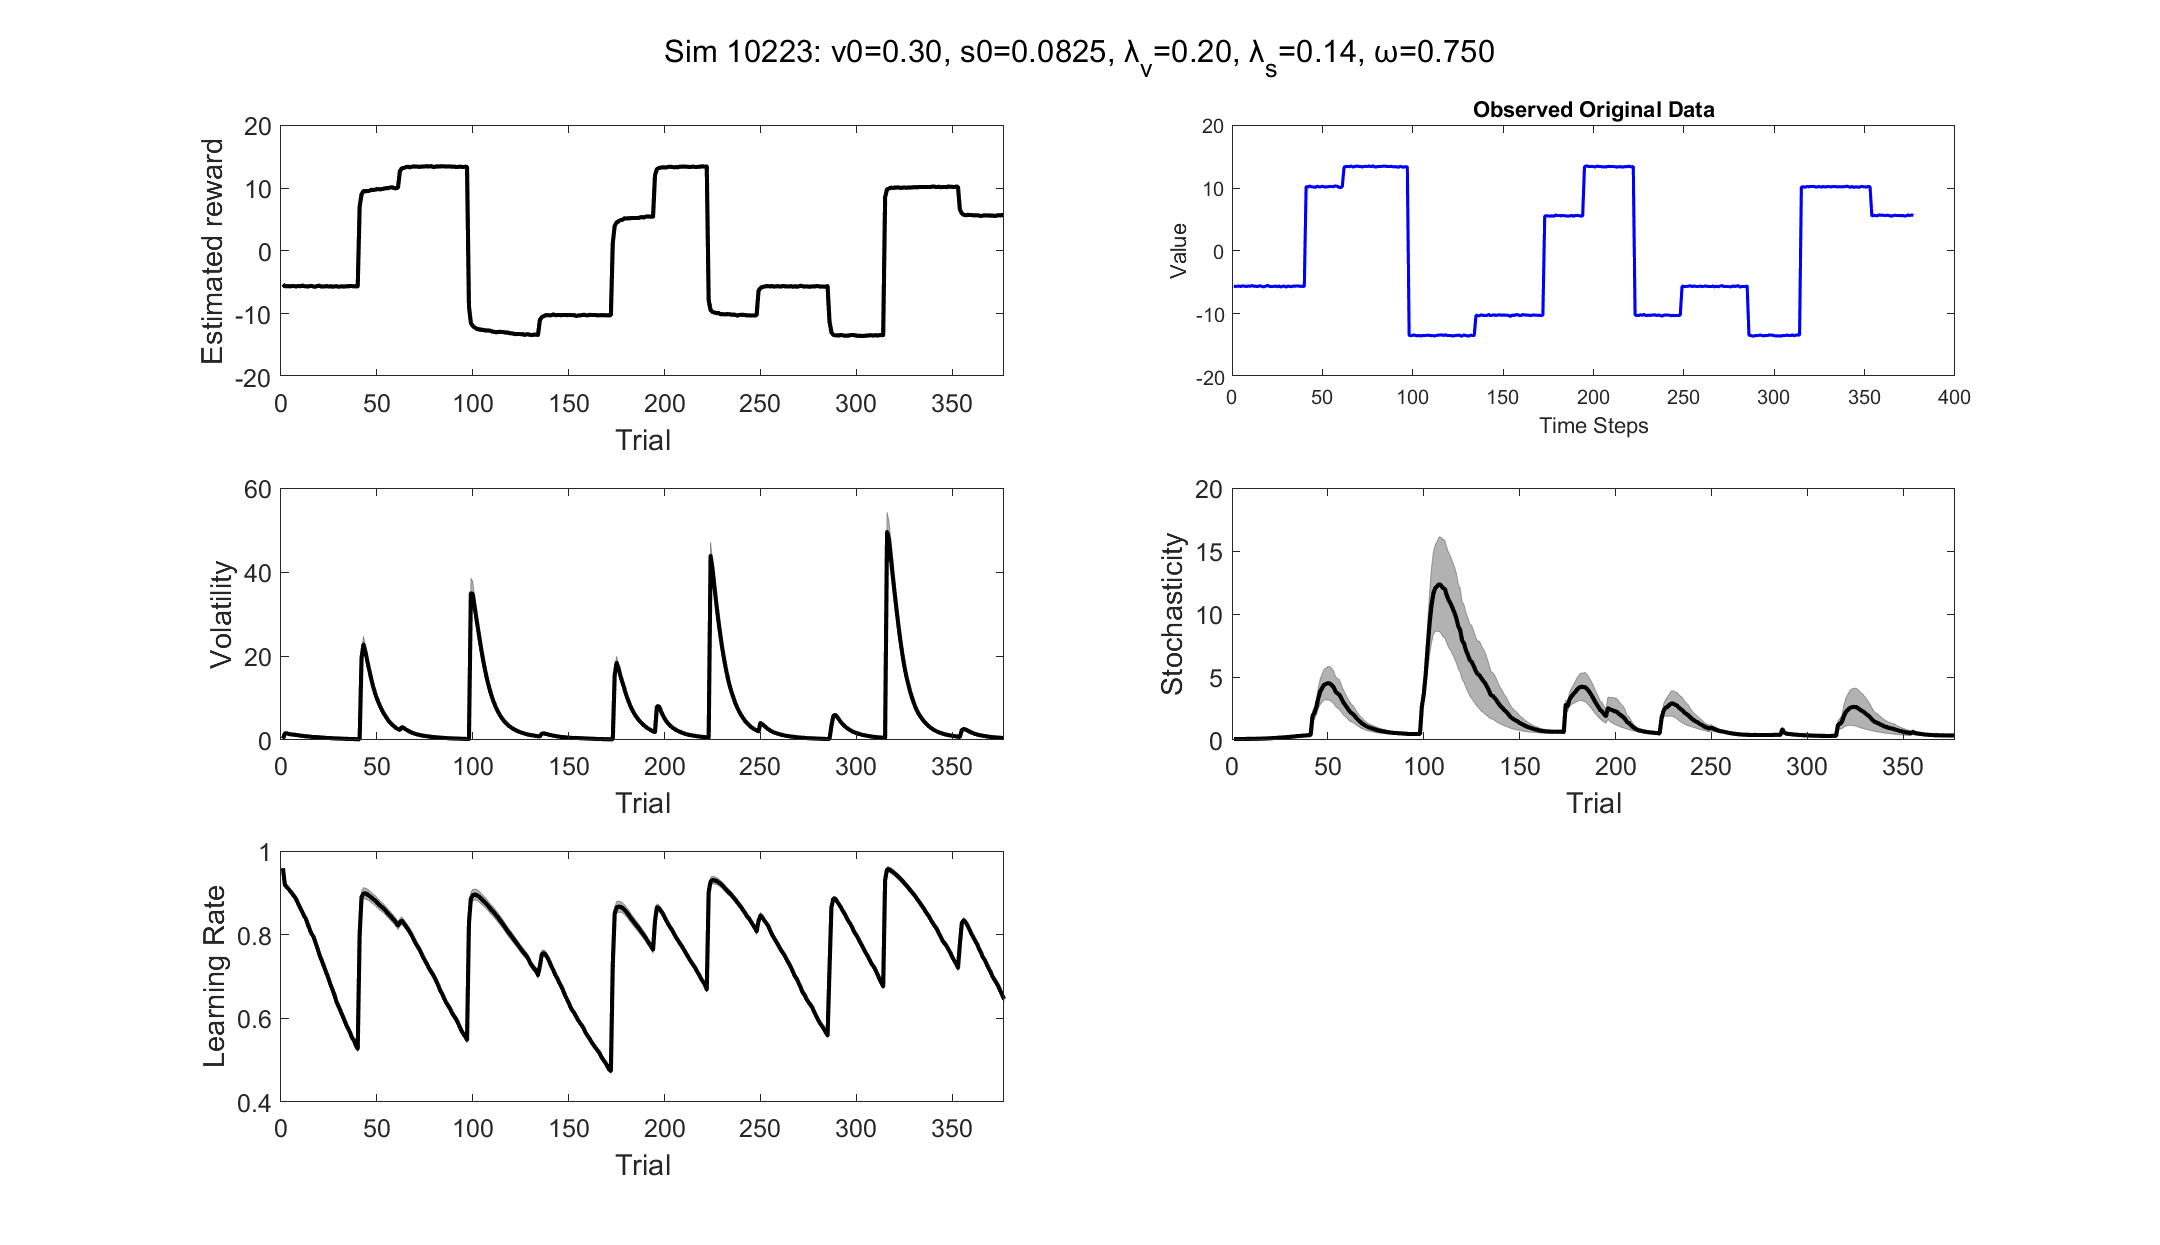 Sim 10223: v0=0.30, s0=0.0825, λ_v=0.20, λ_s=0.14, ω=0.750
20
10
0
-10
-20
Estimated reward
0 50 100 150 200 250 300 350
Trial
Observed Original Data
20
10
0
-10
-20
Value
0 50 100 150 200 250 300 350 400
Time Steps
60
40
20
0
Volatility
0 50 100 150 200 250 300 350
Trial
20
15
10
5
0
Stochasticity
0 50 100 150 200 250 300 350
Trial
1
0.8
0.6
0.4
Learning Rate
0 50 100 150 200 250 300 350
Trial